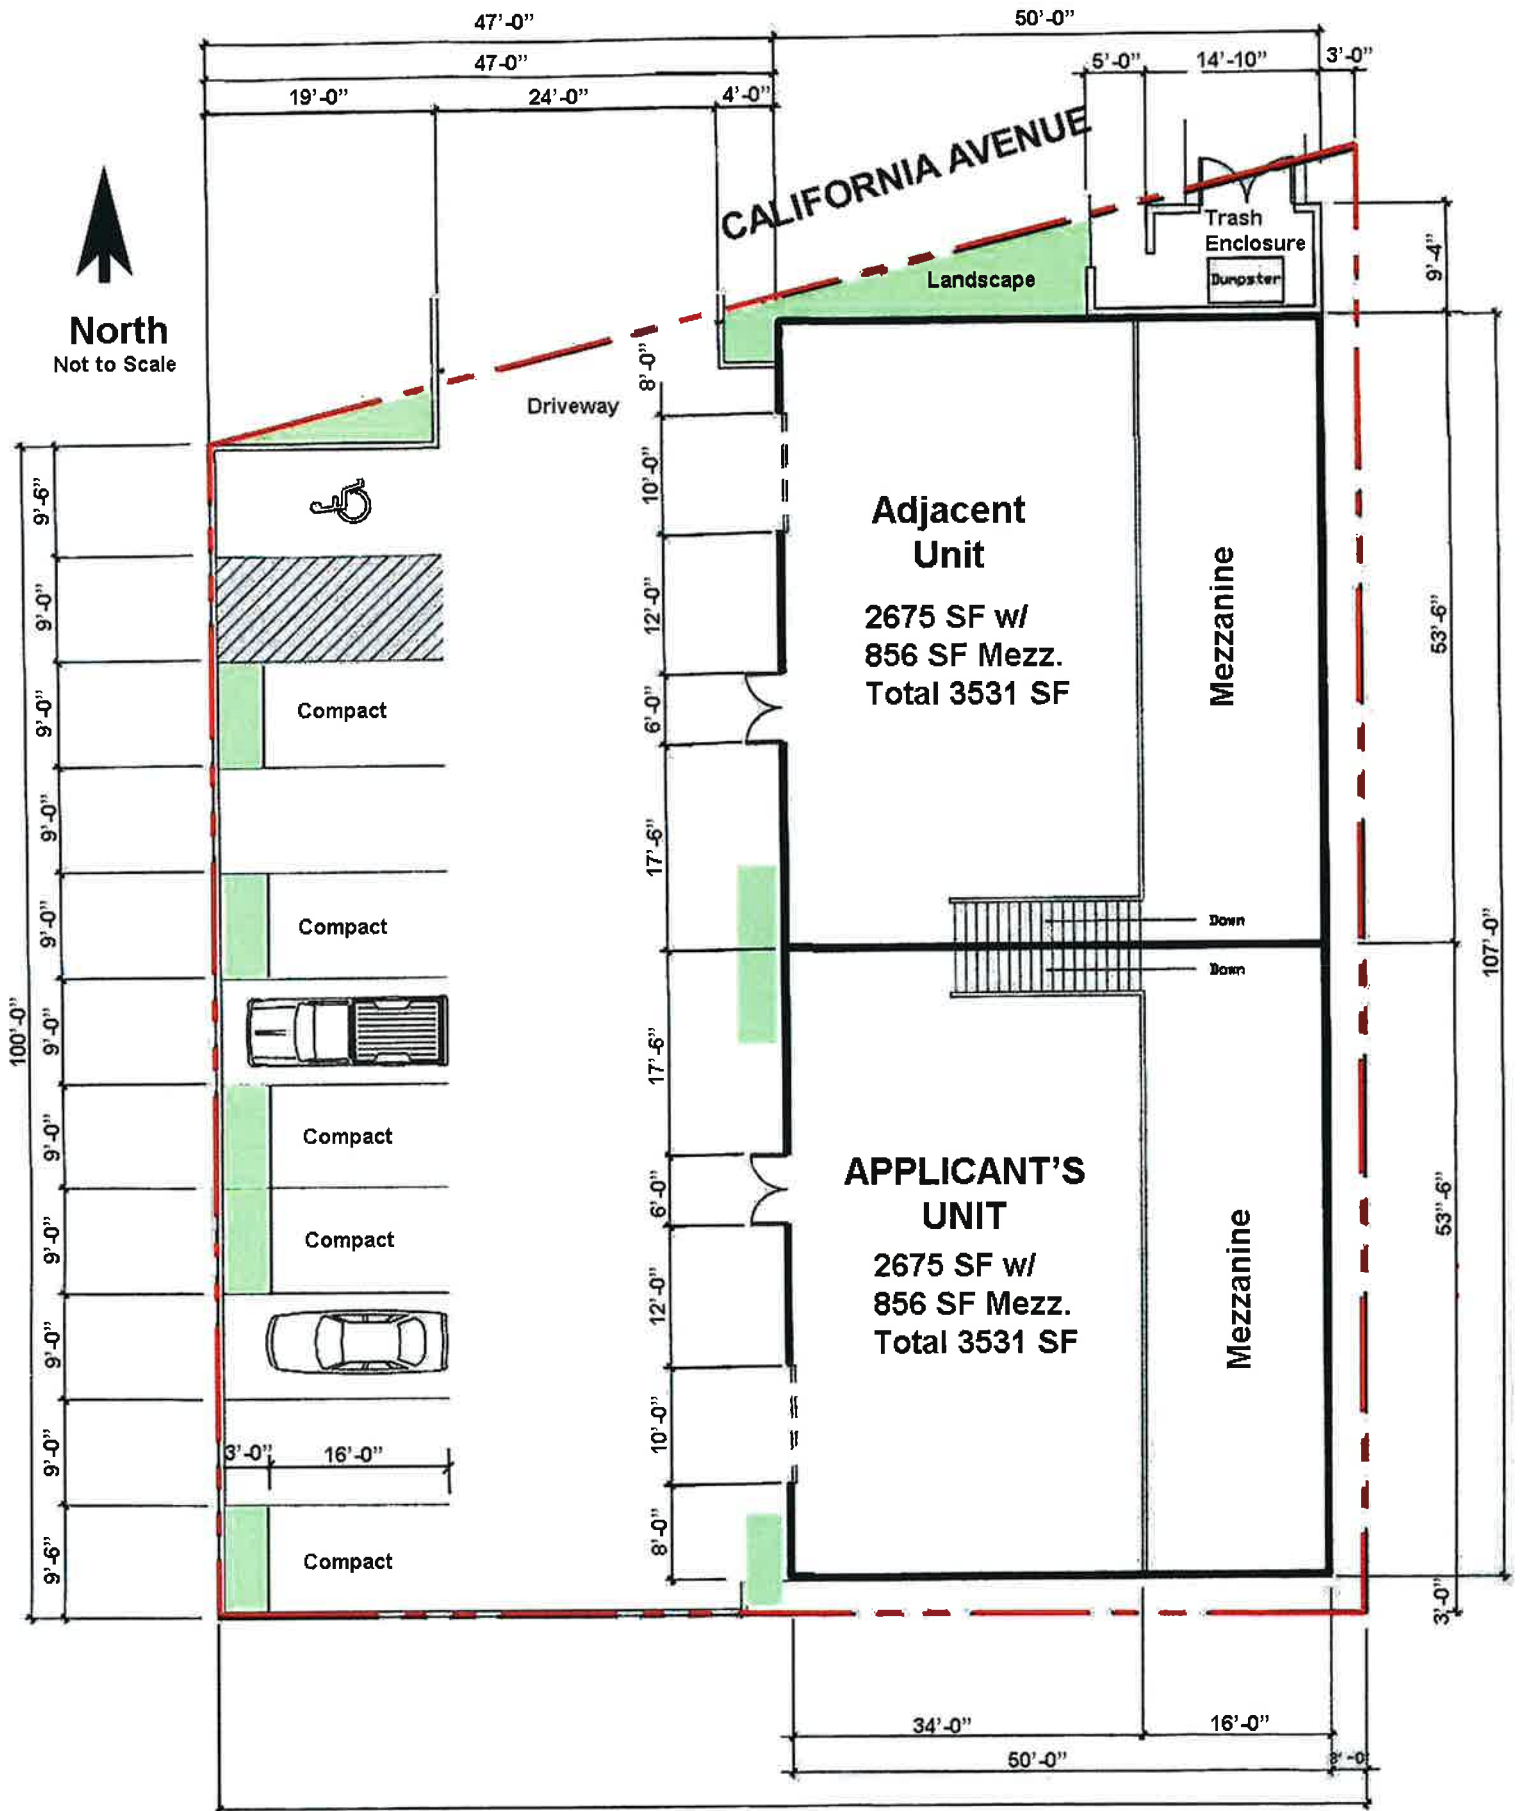 47'-0"
50'-0"
47-0"
5'-0"
14'-10"
3'-0"
19'-0"
24'-0"
4'-0"
CALIFORNIA AVENUE
North
Not to Scale
Trash
Enclosure
Dumpster
Landscape
9'-4"
Driveway
8'-0"
9'-6"
10'-0"
Adjacent
Unit
2675 SF w/
856 SF Mezz.
Total 3531 SF
Mezzanine
9'-0"
12'-0"
53'-6"
9'-0"
Compact
6'-0"
9'-0"
17'-6"
9'-0"
Compact
Down
Down
107'-0"
100'-0"
9'-0"
17'-6"
9'-0"
Compact
APPLICANT'S
UNIT
2675 SF w/
856 SF Mezz.
Total 3531 SF
Mezzanine
6'-0"
53"-6"
9'-0"
Compact
12'-0"
9'-0"
10'-0"
9'-0"
3'-0"
16'-0"
8'-0"
9'-6"
Compact
3'-0"
34'-0"
16'-0"
50'-0"